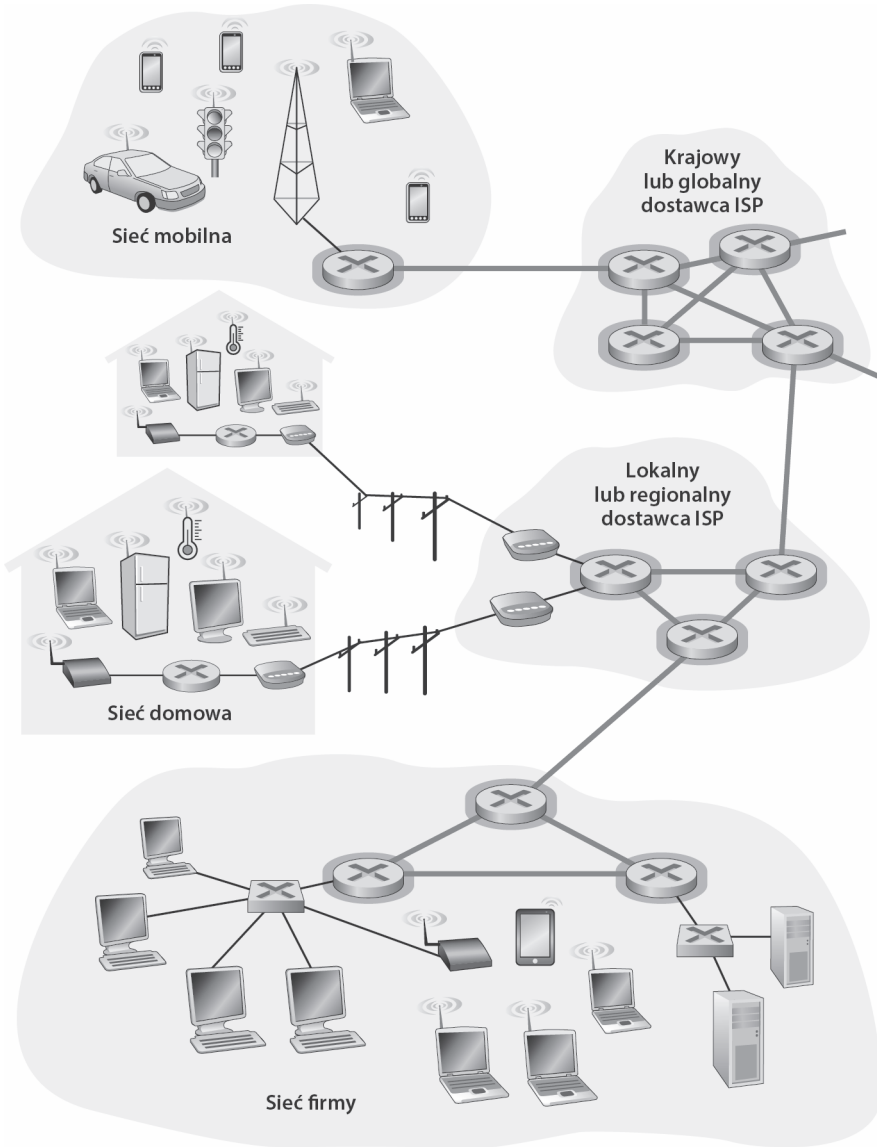 Krajowy
lub globalny
dostawca ISP
Sieć mobilna
Lokalny
lub regionalny
dostawca ISP
Sieć domowa
Sieć firmy